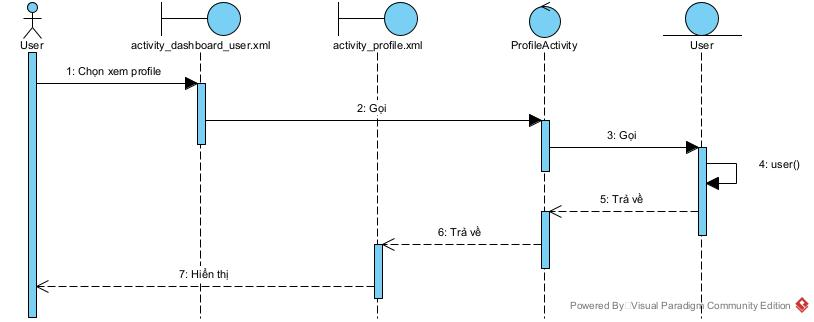 User
activity_dashboard_user.xml
activity_profile.xml
ProfileActivity
User
1: Chọn xem profile
2: Gọi
3: Gọi
4: user()
5: Trả về
6: Trả về
7: Hiển thị
Powered By Visual Paradigm Community Edition